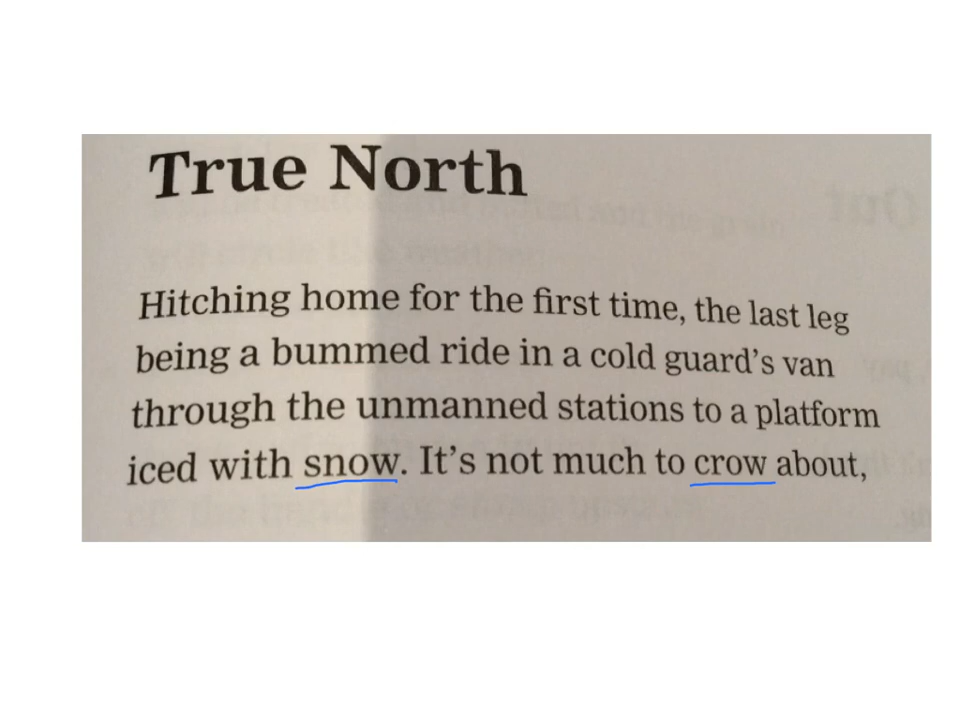 True North
Hitching home for the first time, the last leg
being a bummed ride in a cold guard's van
through the unmanned stations to a platform
iced with snow. It's not much to crow about,